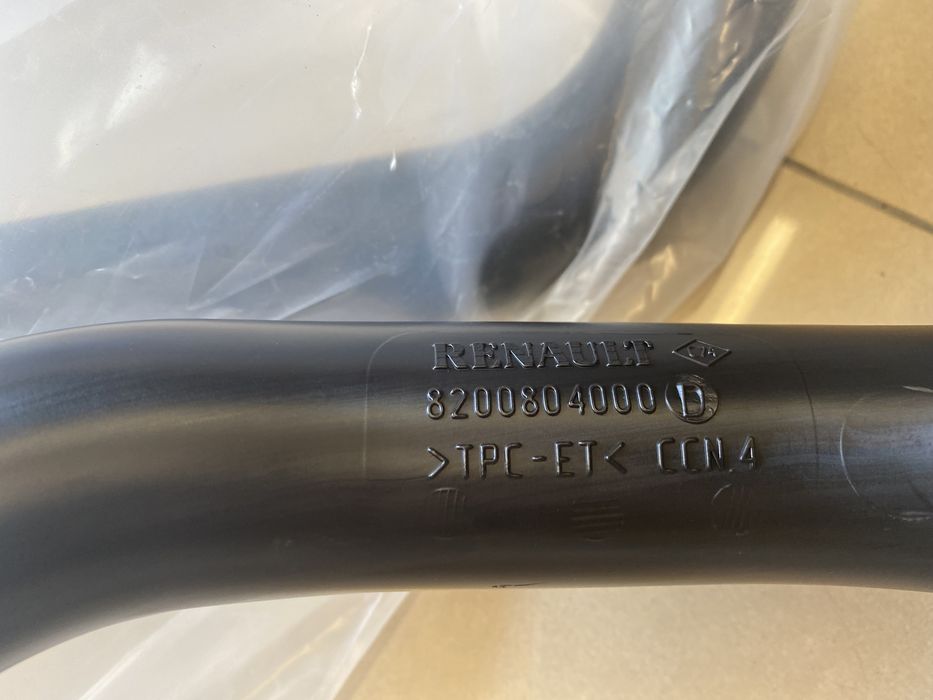 RENAULT
8200804000 D
>TPC-ET< CCN.4